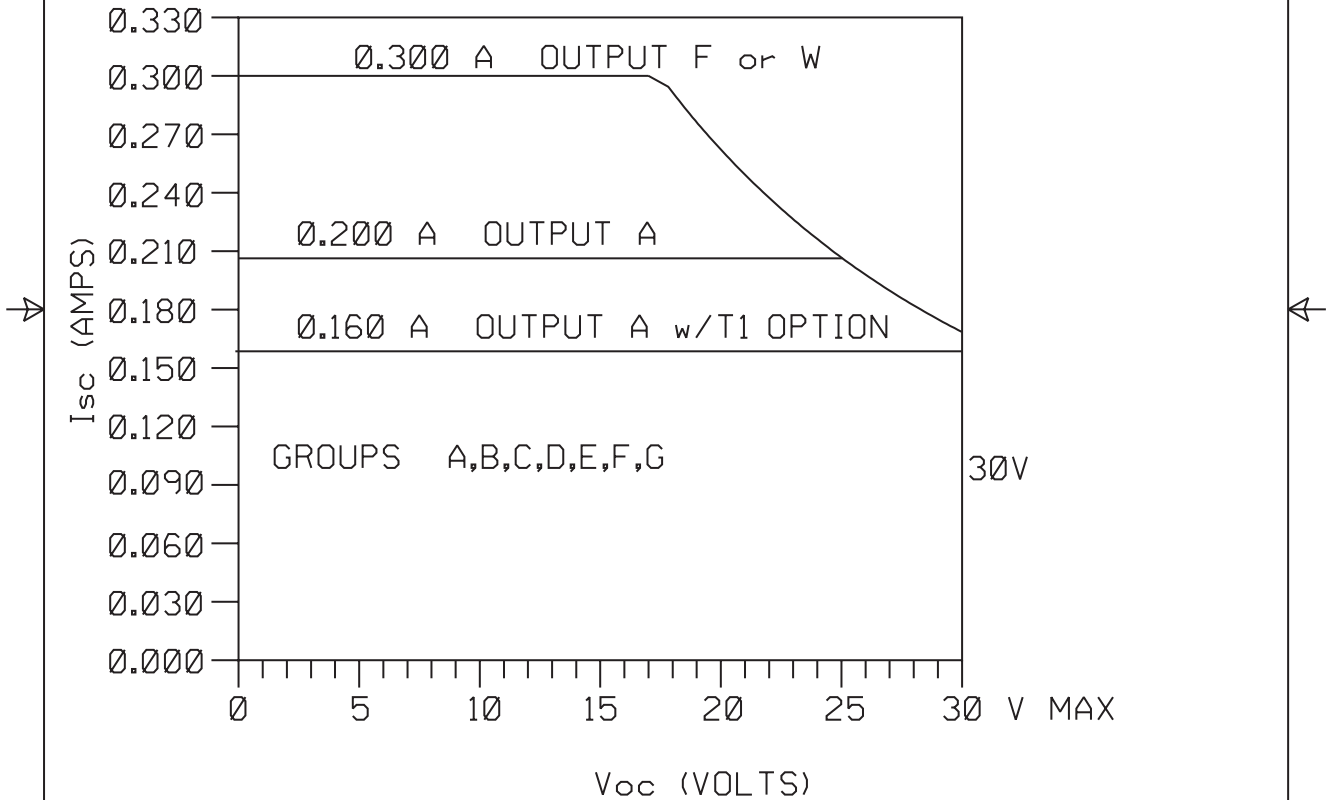 0.330
0.300 A OUTPUT F or W
0.300
0.270
0.240
0.200 A OUTPUT A
0.210
0.180
0.160 A OUTPUT A w/T1 OPTION
0.150
0.120
GROUPS A,B,C,D,E,F,G
0.090
30V
0.060
0.030
0.000
Isc (AMPS)
0 5 10 15 20 25 30 V MAX
Voc (VOLTS)